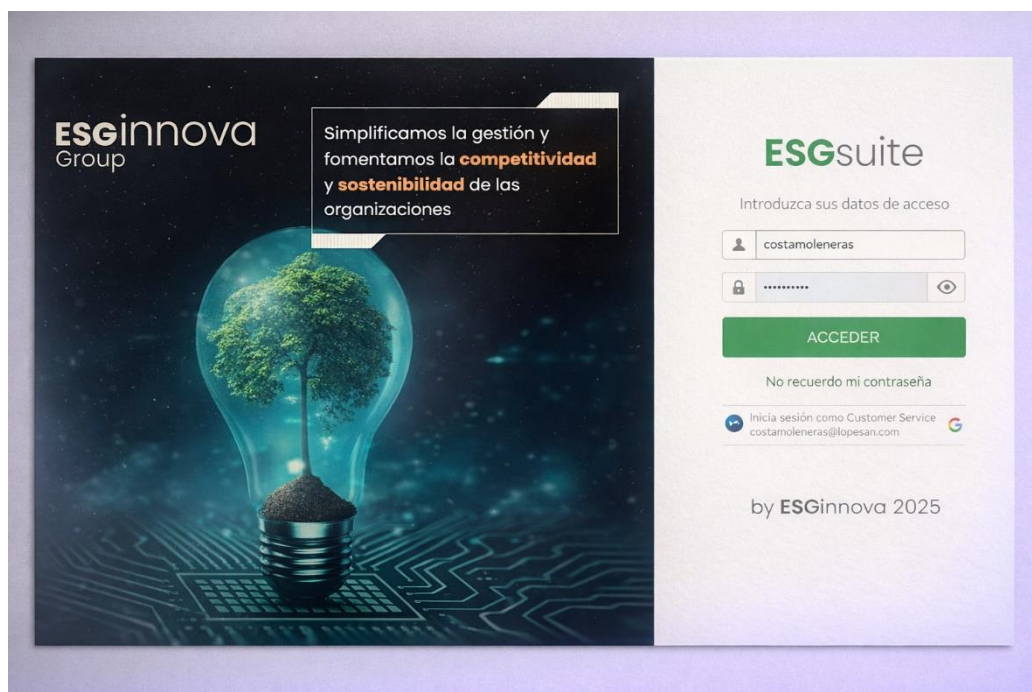 ESGinnova
Group
Simplificamos la gestión y
fomentamos la competitividad
y sostenibilidad de las
organizaciones
ESGsuite
Introduzca sus datos de acceso
costamoleneras
••••••••••
ACCEDER
No recuerdo mi contraseña
Inicia sesión como Customer Service
costamoleneras@lopesan.com
G
by ESGinnova 2025